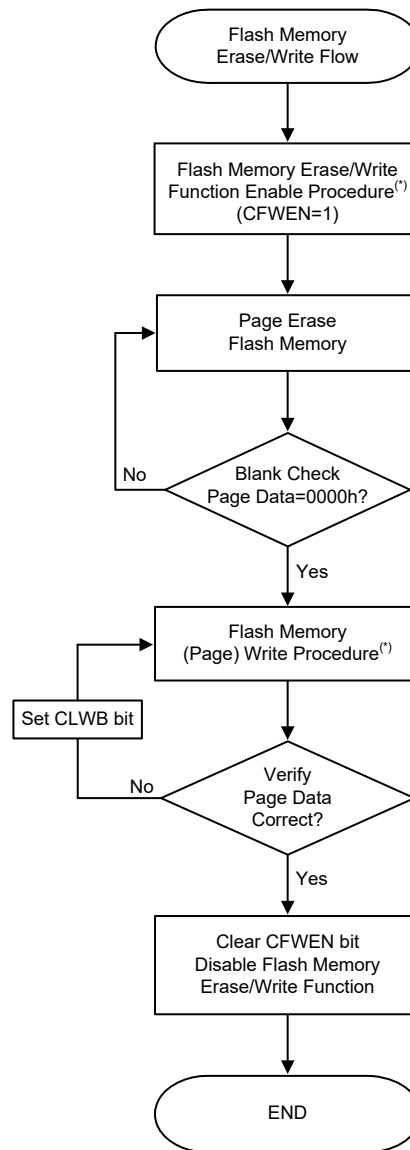 Flash Memory
Erase/Write Flow
Flash Memory Erase/Write
Function Enable Procedure(*)
(CFWEN=1)
Page Erase
Flash Memory
No
Blank Check
Page Data=0000h?
Yes
Flash Memory
(Page) Write Procedure(*)
Set CLWB bit
No
Verify
Page Data
Correct?
Yes
Clear CFWEN bit
Disable Flash Memory
Erase/Write Function
END